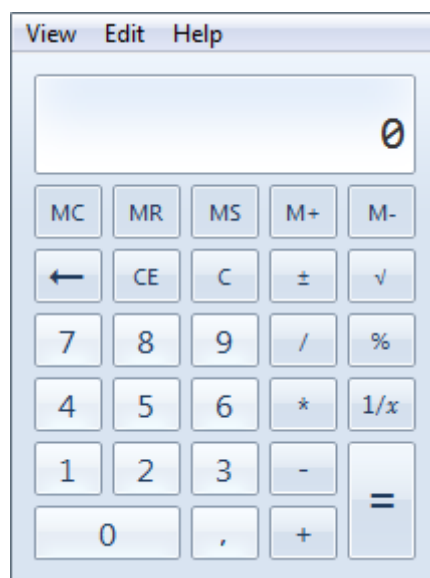 View Edit Help
0
MC MR MS M+ M-
← CE C ± √
7 8 9 / %
4 5 6 * 1/x
1 2 3 - =
0 , +